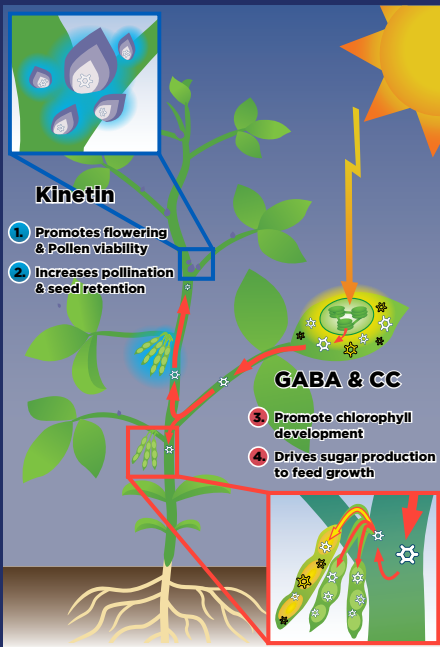 Kinetin
1. Promotes flowering
& Pollen viability
2. Increases pollination
& seed retention
GABA & CC
3. Promote chlorophyll
development
4. Drives sugar production
to feed growth